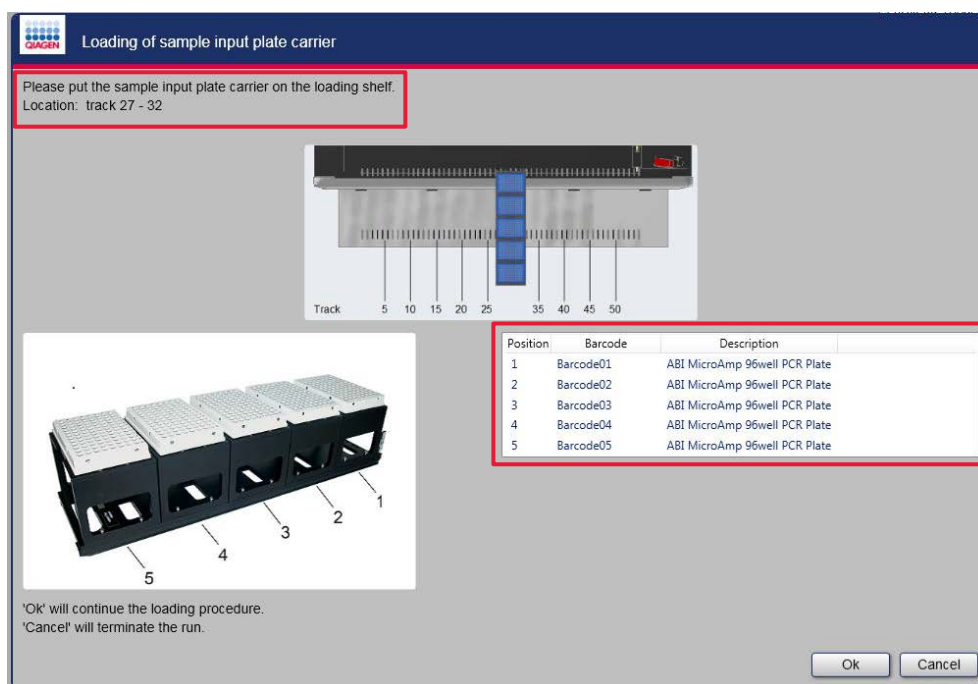 QIAGEN
Loading of sample input plate carrier
Please put the sample input plate carrier on the loading shelf.
Location: track 27 - 32
Track 5 10 15 20 25 35 40 45 50
Position Barcode Description
1 Barcode01 ABI MicroAmp 96well PCR Plate
2 Barcode02 ABI MicroAmp 96well PCR Plate
3 Barcode03 ABI MicroAmp 96well PCR Plate
4 Barcode04 ABI MicroAmp 96well PCR Plate
5 Barcode05 ABI MicroAmp 96well PCR Plate
1
2
3
4
5
'Ok' will continue the loading procedure.
'Cancel' will terminate the run.
Ok Cancel